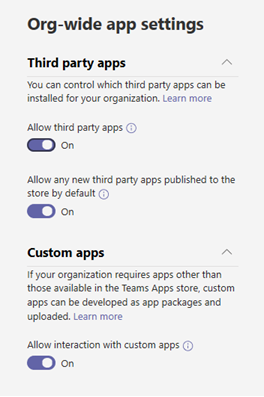 Org-wide app settings
Third party apps
You can control which third party apps can be
installed for your organization. Learn more
Allow third party apps
On
Allow any new third party apps published to the
store by default
On
Custom apps
If your organization requires apps other than
those available in the Teams Apps store, custom
apps can be developed as app packages and
uploaded. Learn more
Allow interaction with custom apps
On